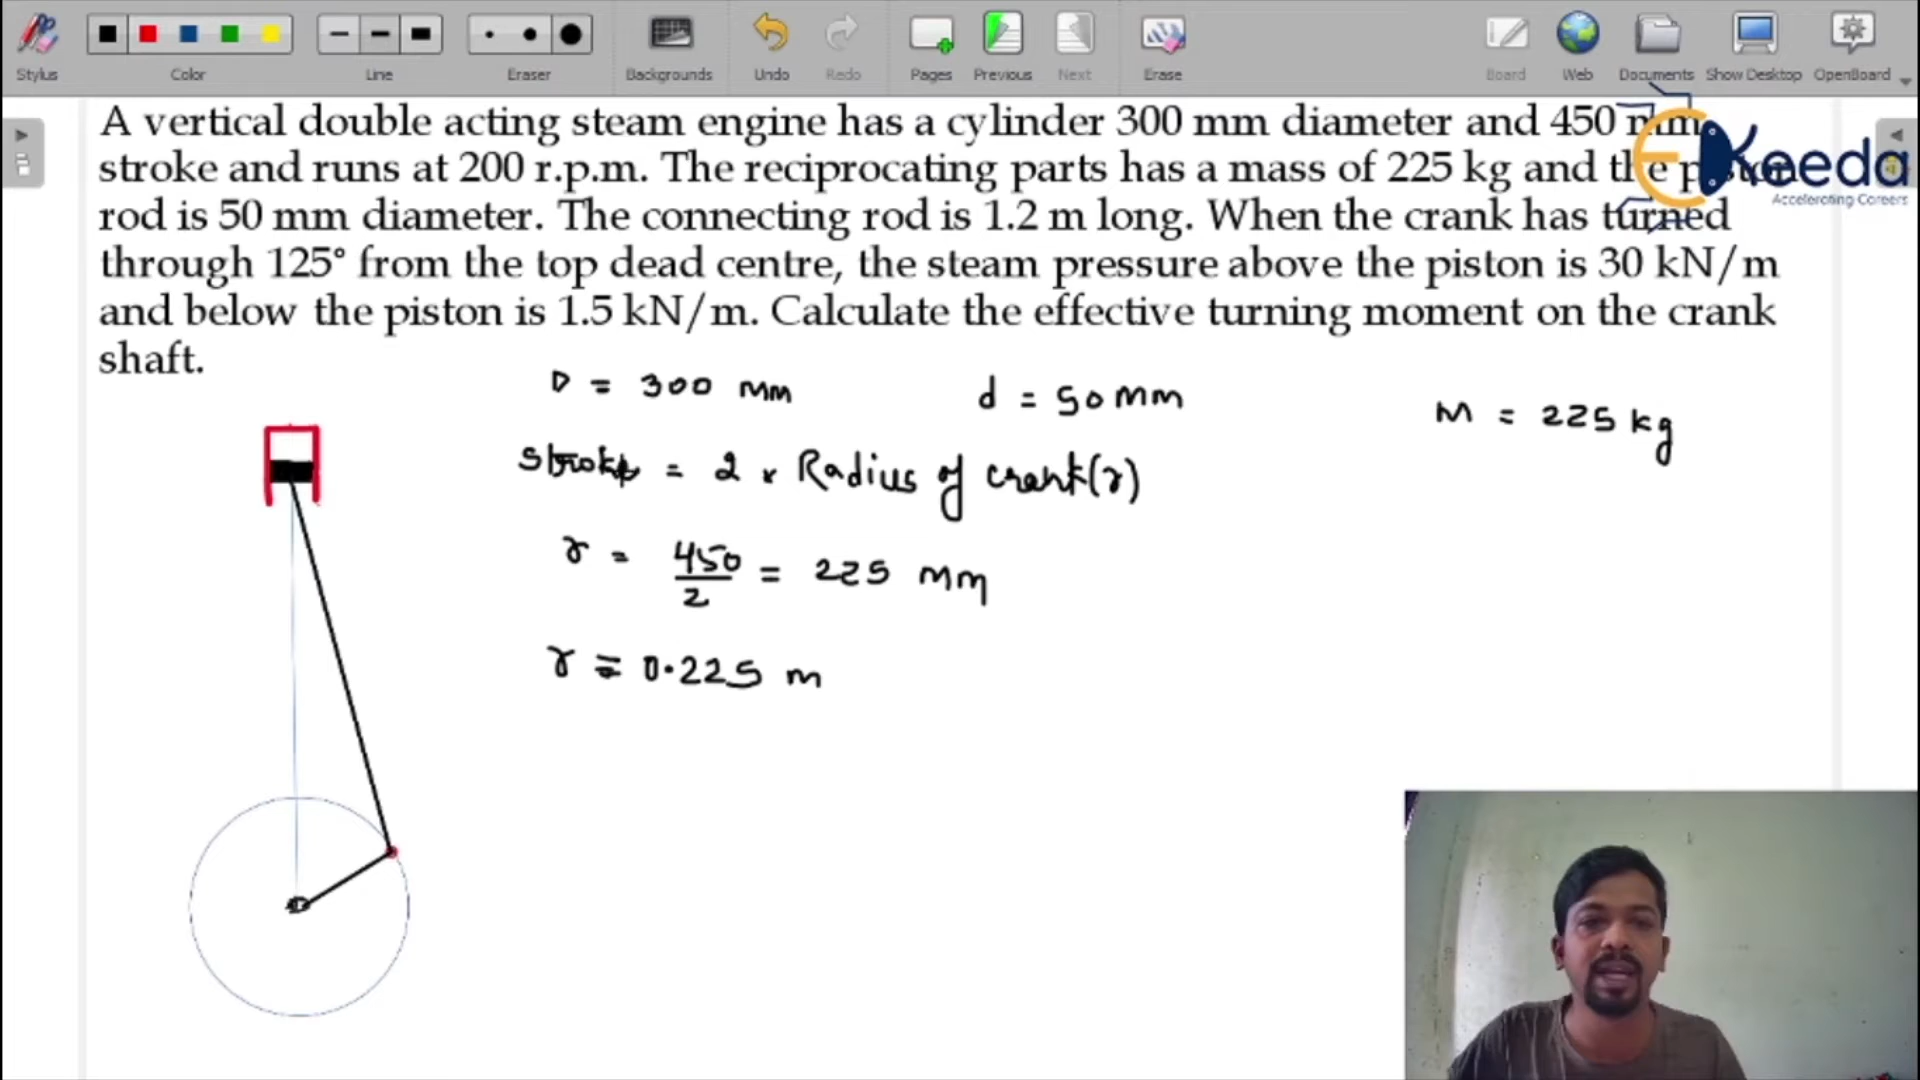 Stylus Color Line Eraser Backgrounds Undo Redo Pages Previous Next Erase Board Web Documents Show Desktop OpenBoard
A vertical double acting steam engine has a cylinder 300 mm diameter and 450 mm
stroke and runs at 200 r.p.m. The reciprocating parts has a mass of 225 kg and the piston
rod is 50 mm diameter. The connecting rod is 1.2 m long. When the crank has turned
through 125° from the top dead centre, the steam pressure above the piston is 30 kN/m
and below the piston is 1.5 kN/m. Calculate the effective turning moment on the crank
shaft.
EKeeda
Accelerating Careers
D = 300 mm
d = 50 mm
m = 225 kg
stroke = 2 × Radius of crank(r)
r = 450/2 = 225 mm
r = 0.225 m